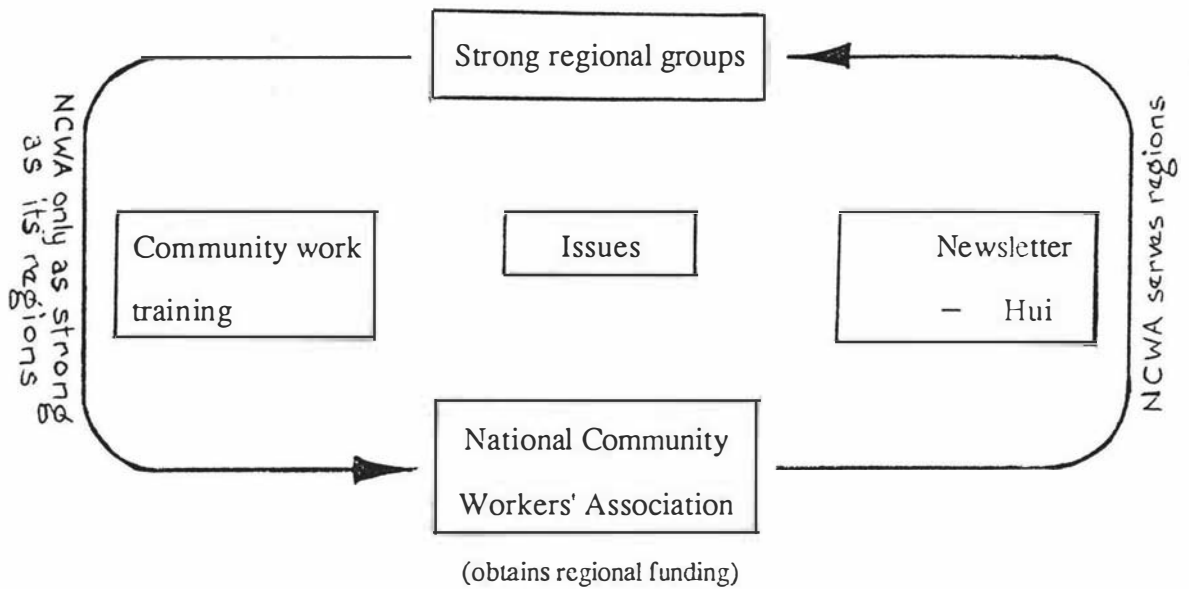 Strong regional groups
NCWA only as strong
as its regions
Community work
training
Issues
Newsletter
– Hui
NCWA serves regions
National Community
Workers' Association
(obtains regional funding)